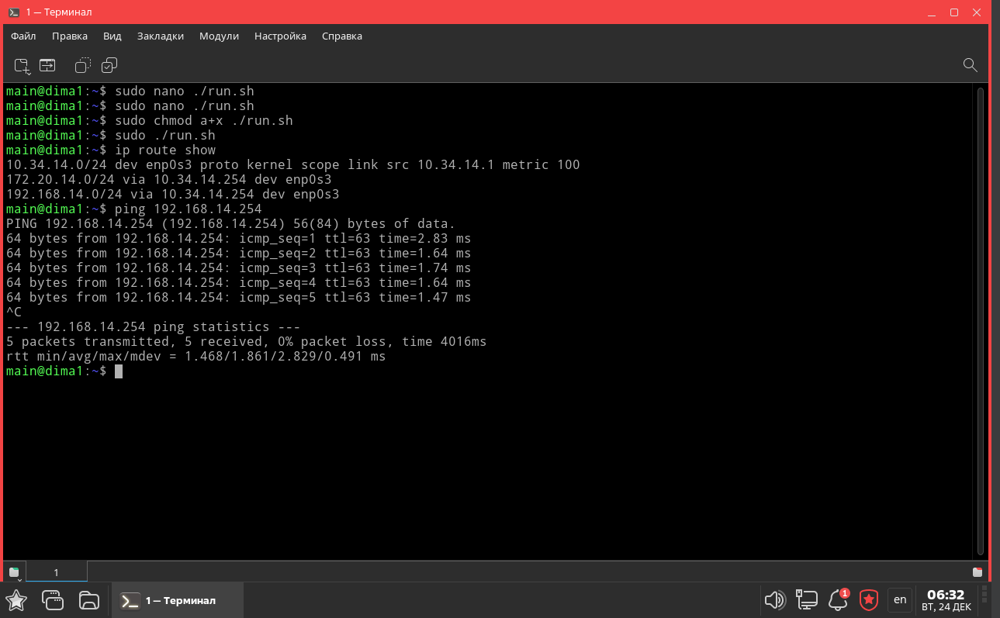 1 — Терминал
Файл Правка Вид Закладки Модули Настройка Справка
main@dima1:~$ sudo nano ./run.sh
main@dima1:~$ sudo nano ./run.sh
main@dima1:~$ sudo chmod a+x ./run.sh
main@dima1:~$ sudo ./run.sh
main@dima1:~$ ip route show
10.34.14.0/24 dev enp0s3 proto kernel scope link src 10.34.14.1 metric 100
172.20.14.0/24 via 10.34.14.254 dev enp0s3
192.168.14.0/24 via 10.34.14.254 dev enp0s3
main@dima1:~$ ping 192.168.14.254
PING 192.168.14.254 (192.168.14.254) 56(84) bytes of data.
64 bytes from 192.168.14.254: icmp_seq=1 ttl=63 time=2.83 ms
64 bytes from 192.168.14.254: icmp_seq=2 ttl=63 time=1.64 ms
64 bytes from 192.168.14.254: icmp_seq=3 ttl=63 time=1.74 ms
64 bytes from 192.168.14.254: icmp_seq=4 ttl=63 time=1.64 ms
64 bytes from 192.168.14.254: icmp_seq=5 ttl=63 time=1.47 ms
^C
--- 192.168.14.254 ping statistics ---
5 packets transmitted, 5 received, 0% packet loss, time 4016ms
rtt min/avg/max/mdev = 1.468/1.861/2.829/0.491 ms
main@dima1:~$
1
1 — Терминал
1
en
06:32
ВТ, 24 ДЕК